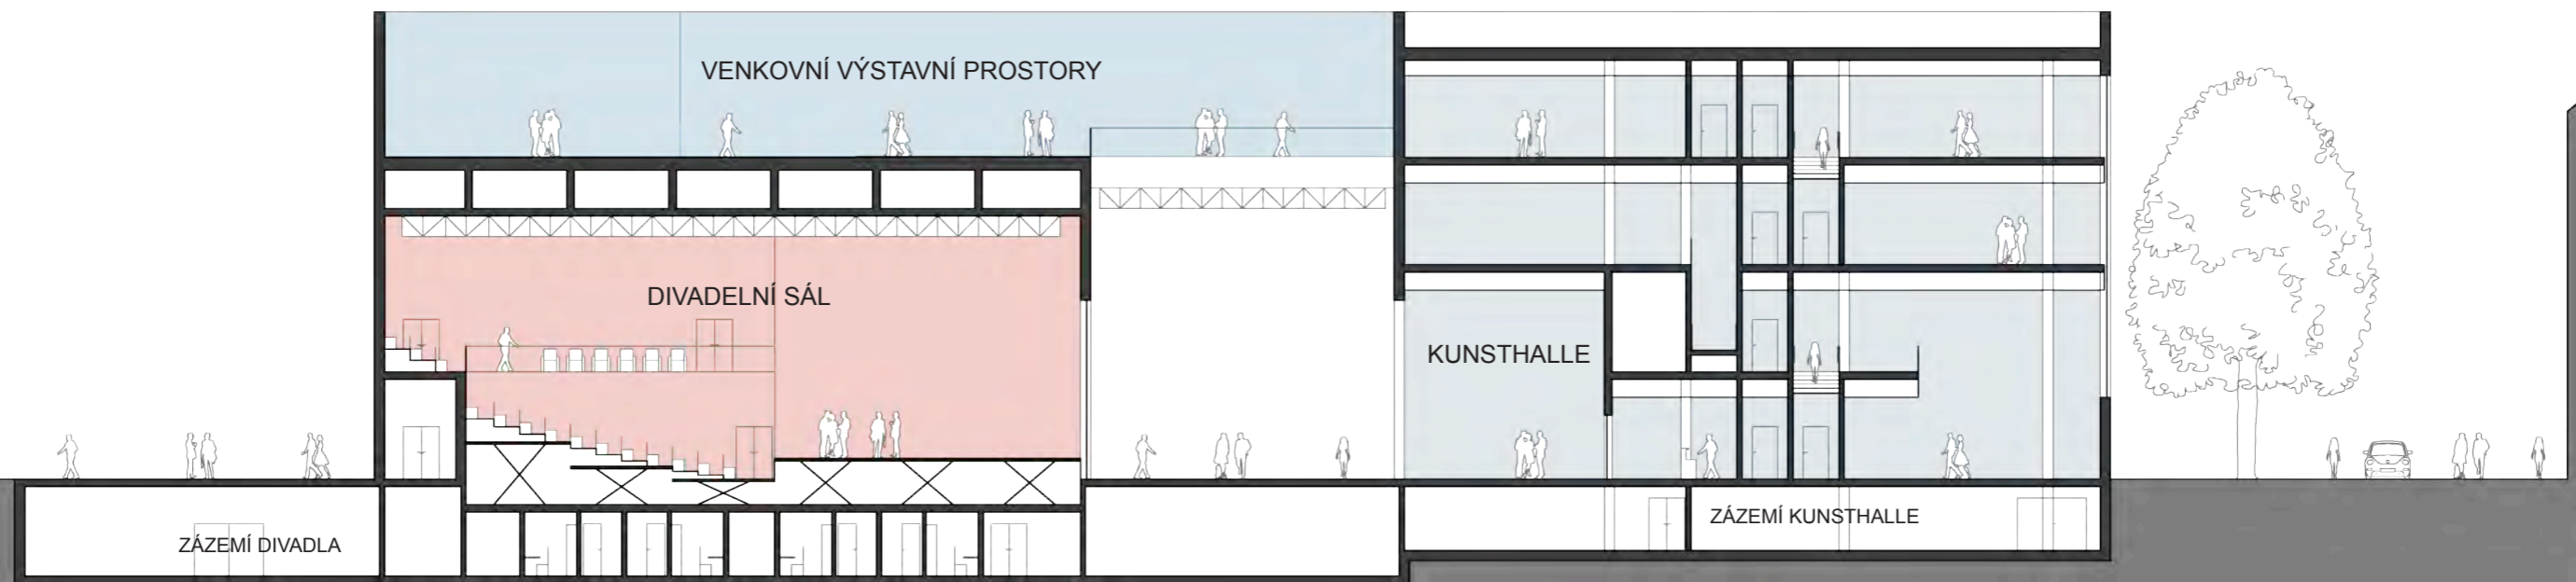 VENKOVNÍ VÝSTAVNÍ PROSTORY
DIVADELNÍ SÁL
KUNSTHALLE
ZÁZEMÍ KUNSTHALLE
ZÁZEMÍ DIVADLA